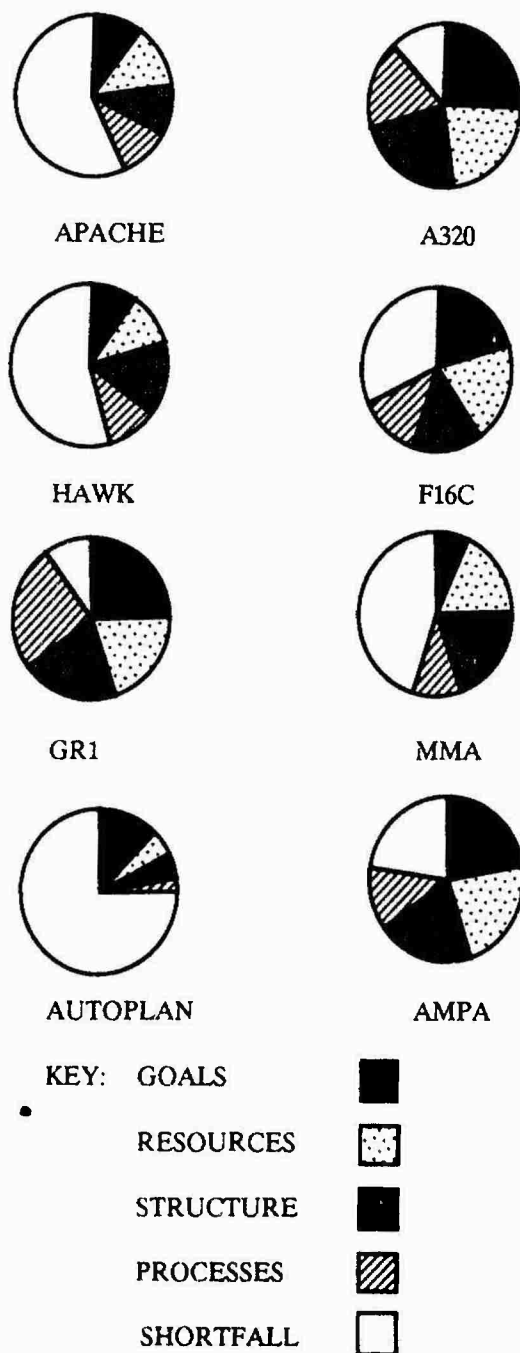 APACHE A320
HAWK F16C
GR1 MMA
AUTOPLAN AMPA
KEY: GOALS
RESOURCES
STRUCTURE
PROCESSES
SHORTFALL